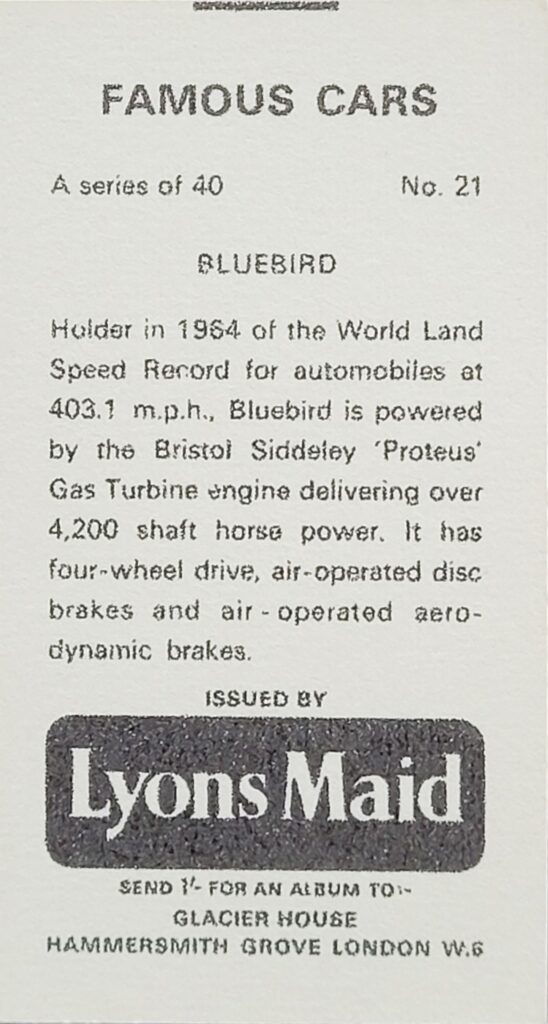 FAMOUS CARS
A series of 40 No. 21
BLUEBIRD
Holder in 1964 of the World Land
Speed Record for automobiles at
403.1 m.p.h., Bluebird is powered
by the Bristol Siddeley 'Proteus'
Gas Turbine engine delivering over
4,200 shaft horse power. It has
four-wheel drive, air-operated disc
brakes and air-operated aero-
dynamic brakes.
ISSUED BY
Lyons Maid
SEND 1'- FOR AN ALBUM TO:-
GLACIER HOUSE
HAMMERSMITH GROVE LONDON W.6